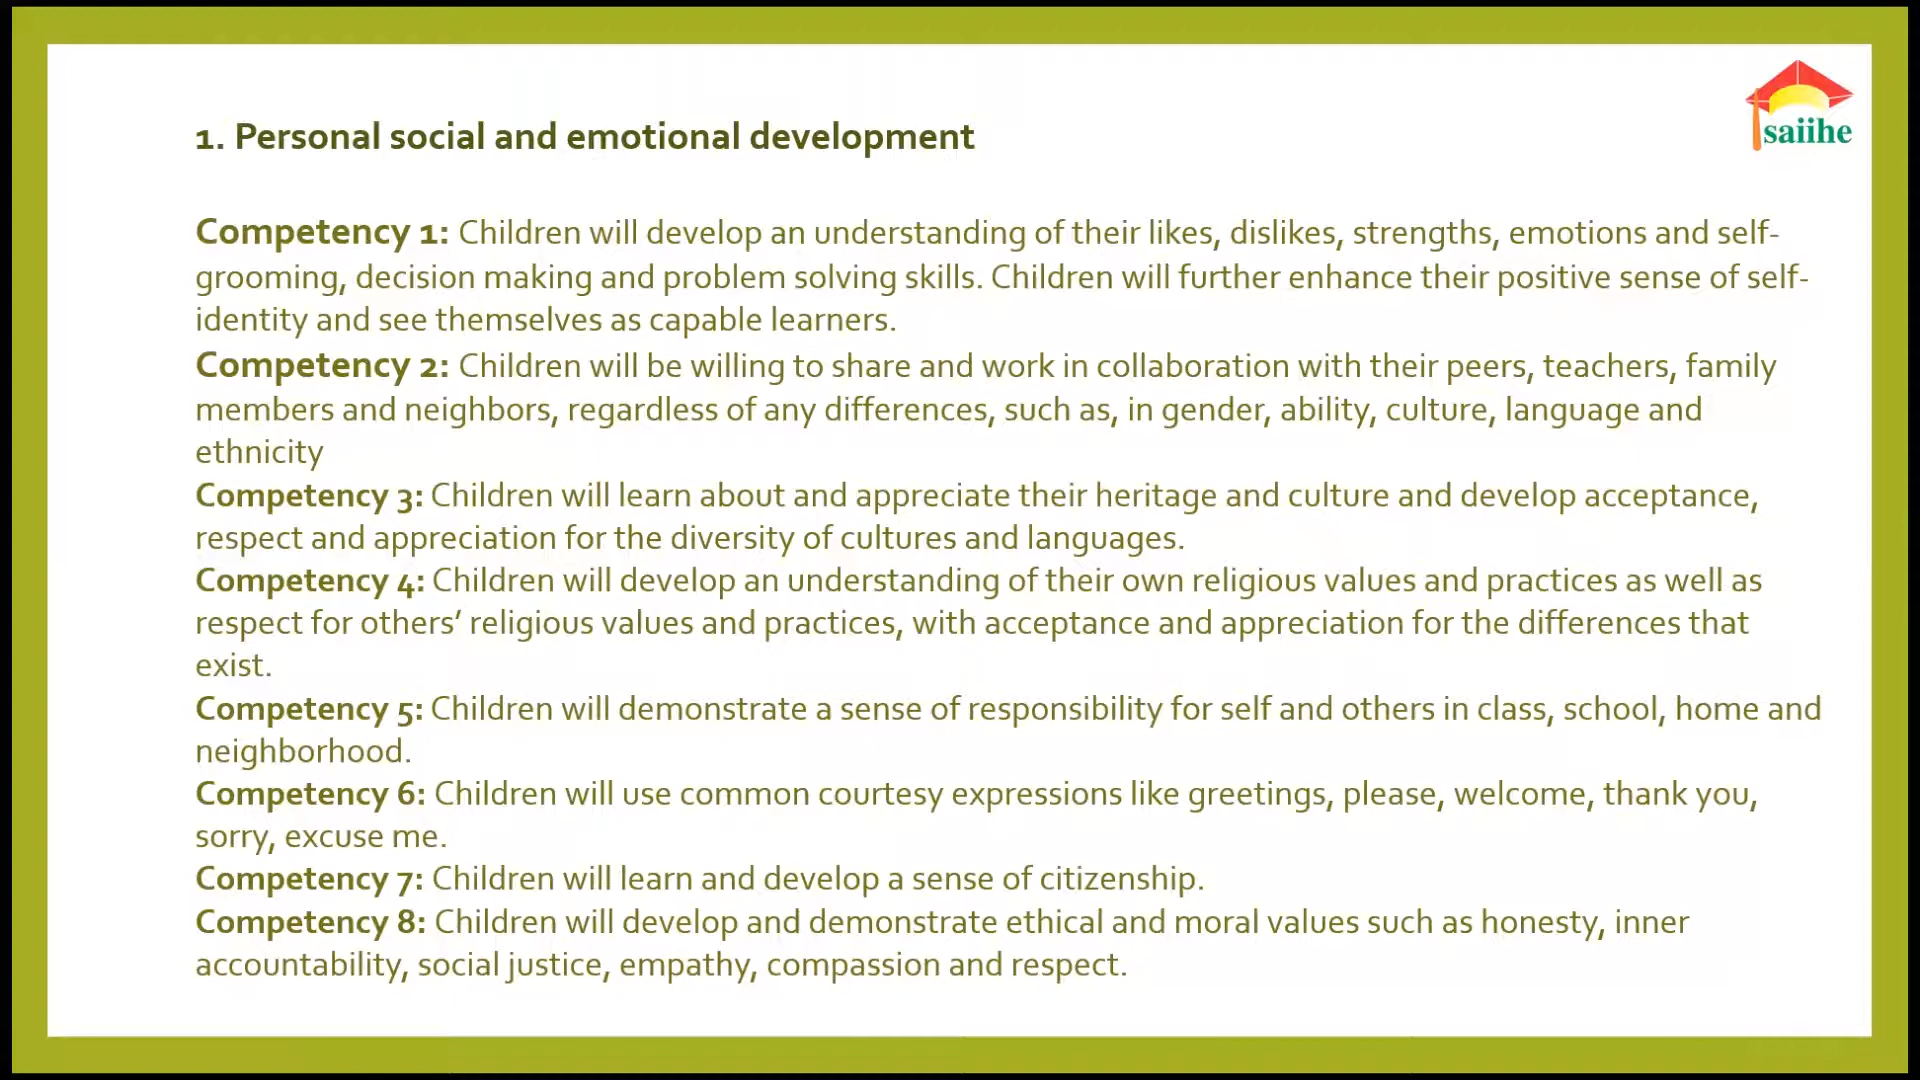 saiihe
1. Personal social and emotional development
Competency 1: Children will develop an understanding of their likes, dislikes, strengths, emotions and self-
grooming, decision making and problem solving skills. Children will further enhance their positive sense of self-
identity and see themselves as capable learners.
Competency 2: Children will be willing to share and work in collaboration with their peers, teachers, family
members and neighbors, regardless of any differences, such as, in gender, ability, culture, language and
ethnicity
Competency 3: Children will learn about and appreciate their heritage and culture and develop acceptance,
respect and appreciation for the diversity of cultures and languages.
Competency 4: Children will develop an understanding of their own religious values and practices as well as
respect for others’ religious values and practices, with acceptance and appreciation for the differences that
exist.
Competency 5: Children will demonstrate a sense of responsibility for self and others in class, school, home and
neighborhood.
Competency 6: Children will use common courtesy expressions like greetings, please, welcome, thank you,
sorry, excuse me.
Competency 7: Children will learn and develop a sense of citizenship.
Competency 8: Children will develop and demonstrate ethical and moral values such as honesty, inner
accountability, social justice, empathy, compassion and respect.